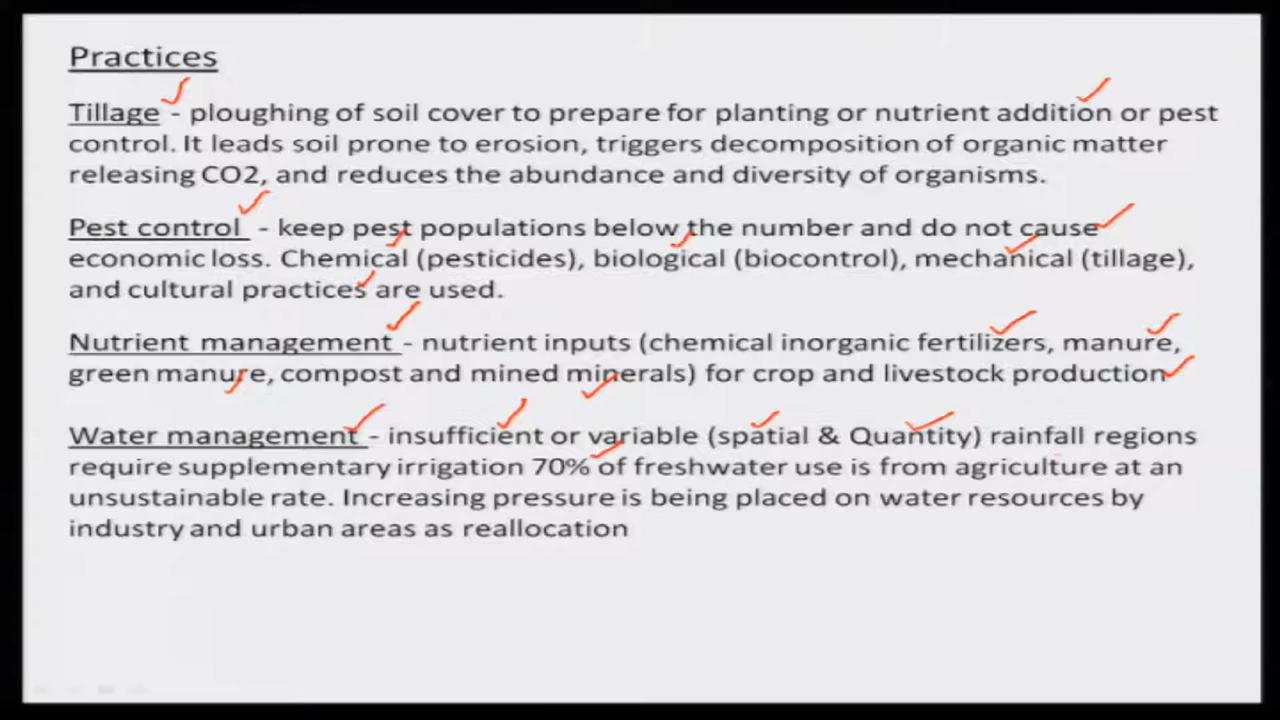 Practices
Tillage - ploughing of soil cover to prepare for planting or nutrient addition or pest
control. It leads soil prone to erosion, triggers decomposition of organic matter
releasing CO2, and reduces the abundance and diversity of organisms.
Pest control - keep pest populations below the number and do not cause
economic loss. Chemical (pesticides), biological (biocontrol), mechanical (tillage),
and cultural practices are used.
Nutrient management - nutrient inputs (chemical inorganic fertilizers, manure,
green manure, compost and mined minerals) for crop and livestock production
Water management - insufficient or variable (spatial & Quantity) rainfall regions
require supplementary irrigation 70% of freshwater use is from agriculture at an
unsustainable rate. Increasing pressure is being placed on water resources by
industry and urban areas as reallocation